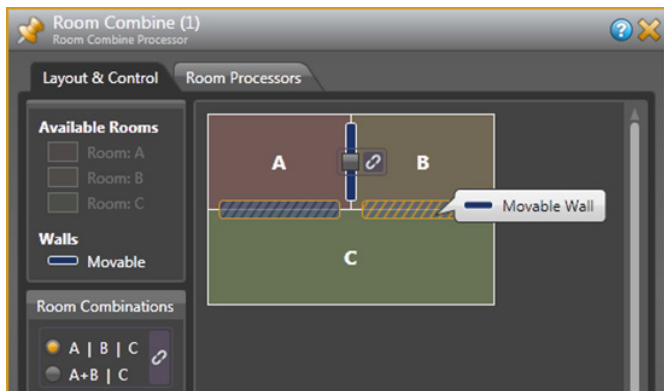 Room Combine (1)
Room Combine Processor
?
Layout & Control
Room Processors
Available Rooms
Room: A
Room: B
Room: C
Walls
Movable
A
B
Movable Wall
C
Room Combinations
A | B | C
A+B | C